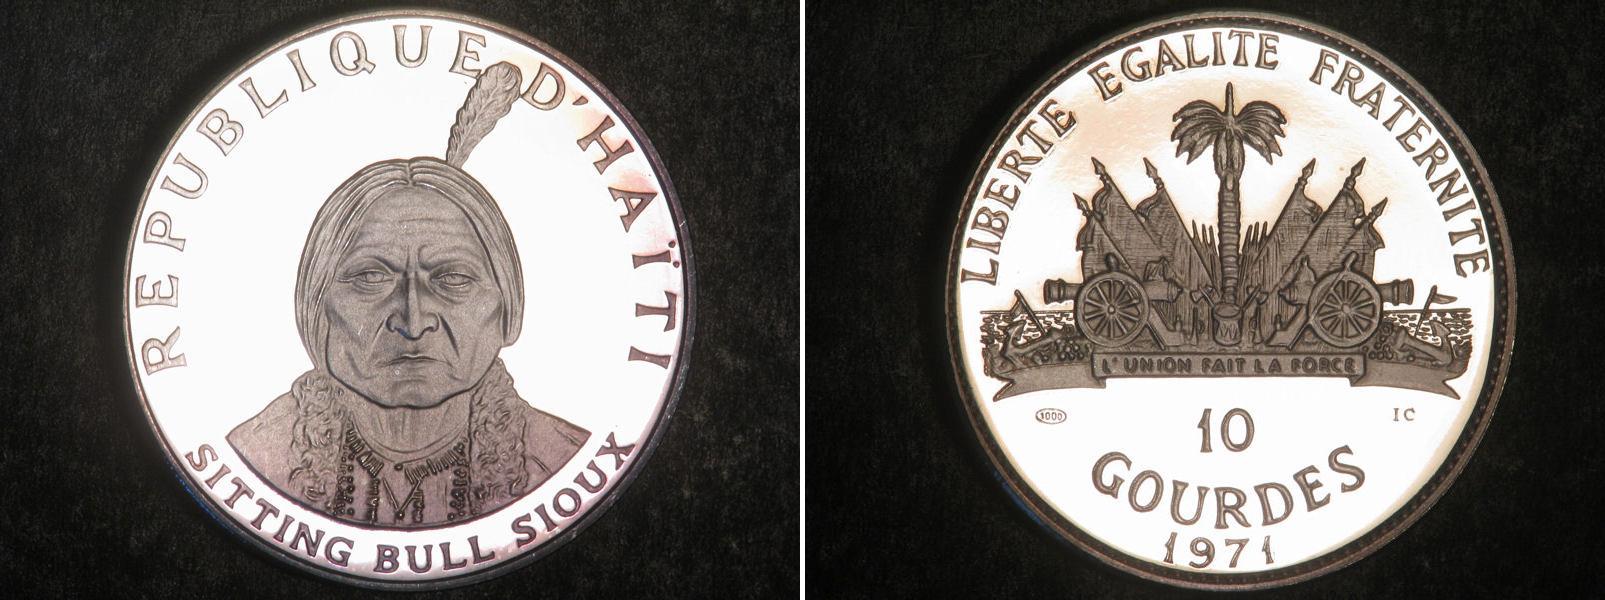 REPUBLIQUE D'HAÏTI
SITTING BULL SIOUX
LIBERTE EGALITE FRATERNITE
L'UNION FAIT LA FORCE
1000
IC
10
GOURDES
1971